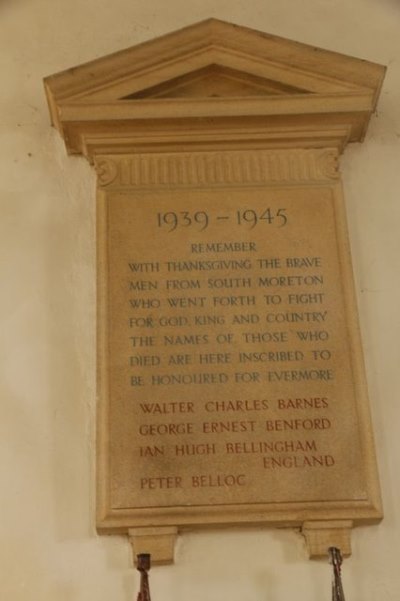 1939 - 1945
REMEMBER
WITH THANKSGIVING THE BRAVE
MEN FROM SOUTH MORETON
WHO WENT FORTH TO FIGHT
FOR GOD, KING AND COUNTRY
THE NAMES OF THOSE WHO
DIED ARE HERE INSCRIBED TO
BE HONOURED FOR EVERMORE
WALTER CHARLES BARNES
GEORGE ERNEST BENFORD
IAN HUGH BELLINGHAM
ENGLAND
PETER BELLOC